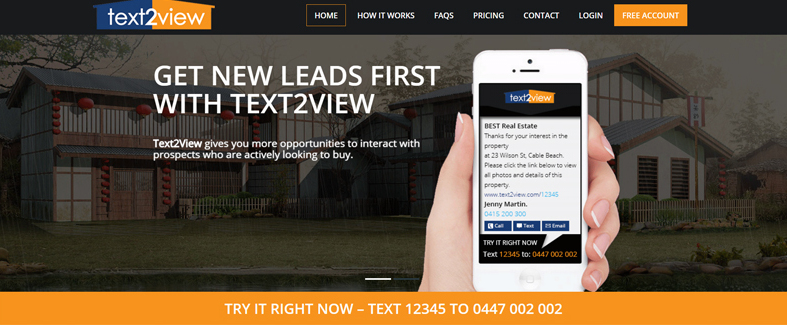 text2view
HOME
HOW IT WORKS
FAQS
PRICING
CONTACT
LOGIN
FREE ACCOUNT
GET NEW LEADS FIRST
WITH TEXT2VIEW
Text2View gives you more opportunities to interact with
prospects who are actively looking to buy.
text2view
BEST Real Estate
Thanks for your interest in the
property
at 23 Wilson St, Cable Beach.
Please click the link below to view
all photos and details of this
property.
www.text2view.com/12345
Jenny Martin.
0415 200 300
Call
Text
Email
TRY IT RIGHT NOW
Text 12345 to: 0447 002 002
TRY IT RIGHT NOW – TEXT 12345 TO 0447 002 002